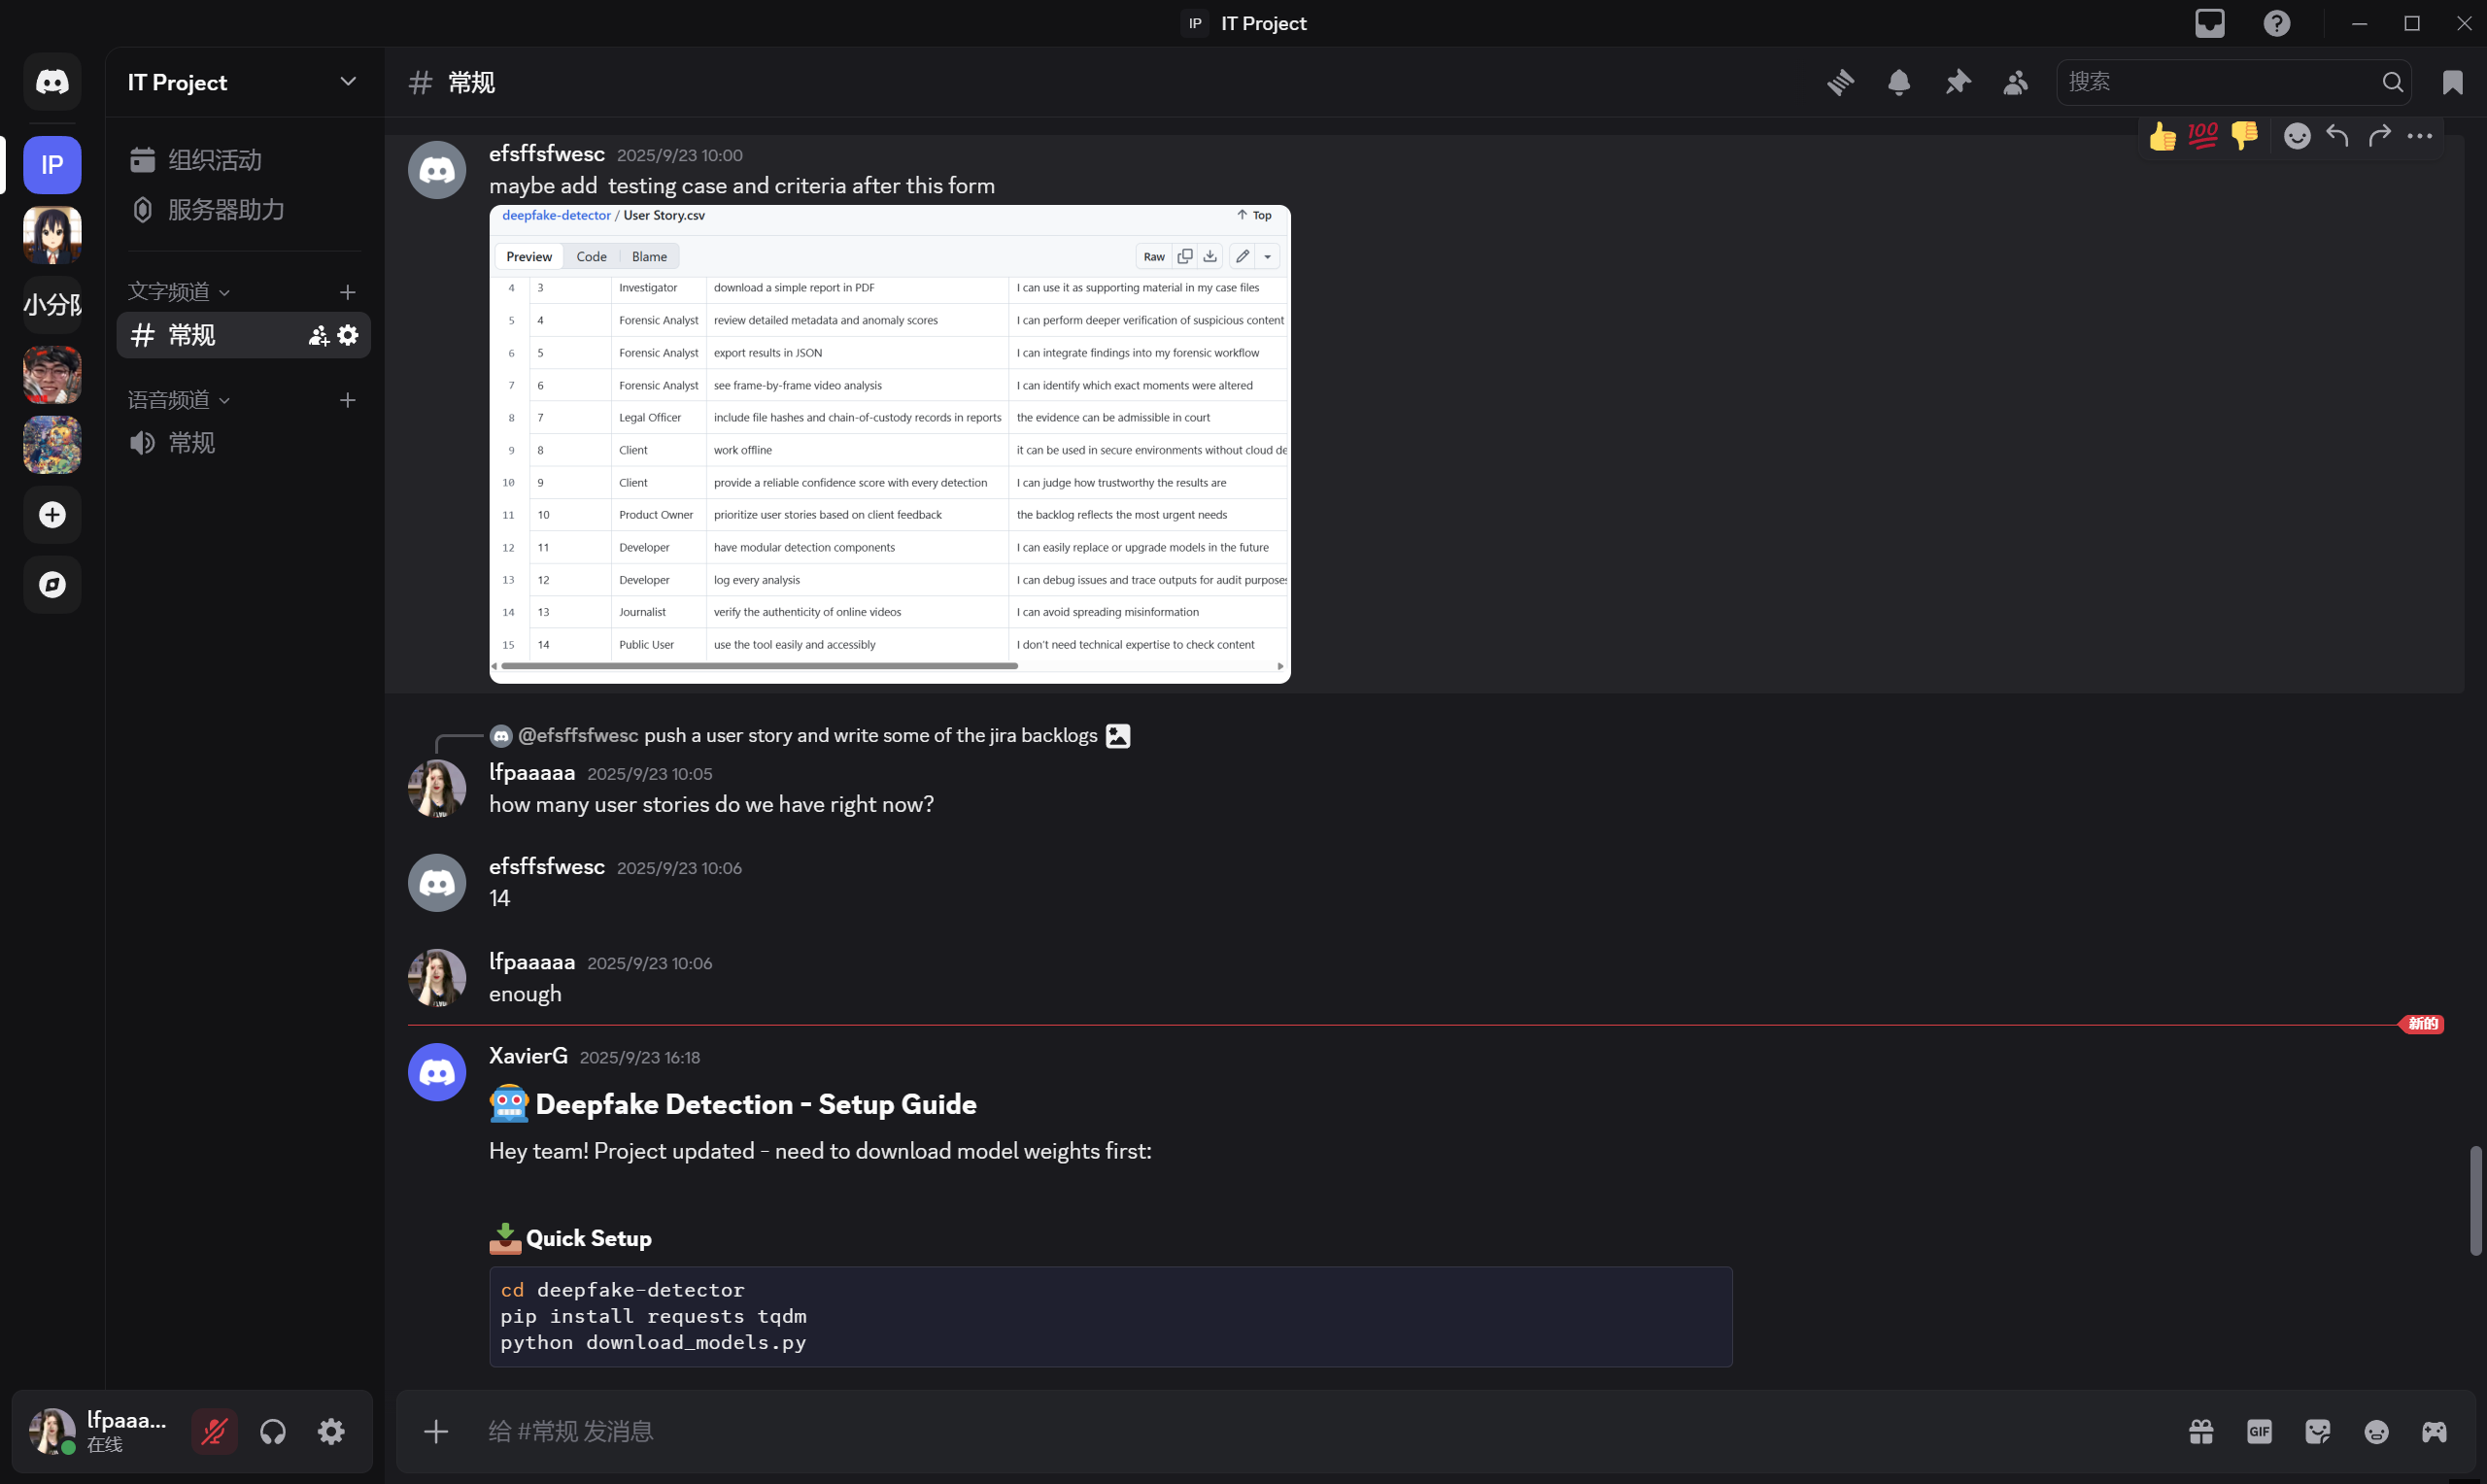 IP IT Project
IT Project
IP
小分队
组织活动
服务器助力
文字频道
常规
语音频道
常规
常规
搜索
efsffsfwesc 2025/9/23 10:00
maybe add testing case and criteria after this form
deepfake-detector / User Story.csv
Top
Preview Code Blame
Raw
4 3 Investigator download a simple report in PDF I can use it as supporting material in my case files
5 4 Forensic Analyst review detailed metadata and anomaly scores I can perform deeper verification of suspicious content
6 5 Forensic Analyst export results in JSON I can integrate findings into my forensic workflow
7 6 Forensic Analyst see frame-by-frame video analysis I can identify which exact moments were altered
8 7 Legal Officer include file hashes and chain-of-custody records in reports the evidence can be admissible in court
9 8 Client work offline it can be used in secure environments without cloud de
10 9 Client provide a reliable confidence score with every detection I can judge how trustworthy the results are
11 10 Product Owner prioritize user stories based on client feedback the backlog reflects the most urgent needs
12 11 Developer have modular detection components I can easily replace or upgrade models in the future
13 12 Developer log every analysis I can debug issues and trace outputs for audit purposes
14 13 Journalist verify the authenticity of online videos I can avoid spreading misinformation
15 14 Public User use the tool easily and accessibly I don't need technical expertise to check content
@efsffsfwesc push a user story and write some of the jira backlogs
lfpaaaaa 2025/9/23 10:05
how many user stories do we have right now?
efsffsfwesc 2025/9/23 10:06
14
lfpaaaaa 2025/9/23 10:06
enough
新的
XavierG 2025/9/23 16:18
Deepfake Detection - Setup Guide
Hey team! Project updated - need to download model weights first:
Quick Setup
cd deepfake-detector
pip install requests tqdm
python download_models.py
lfpaaa...
在线
给 #常规 发消息
GIF